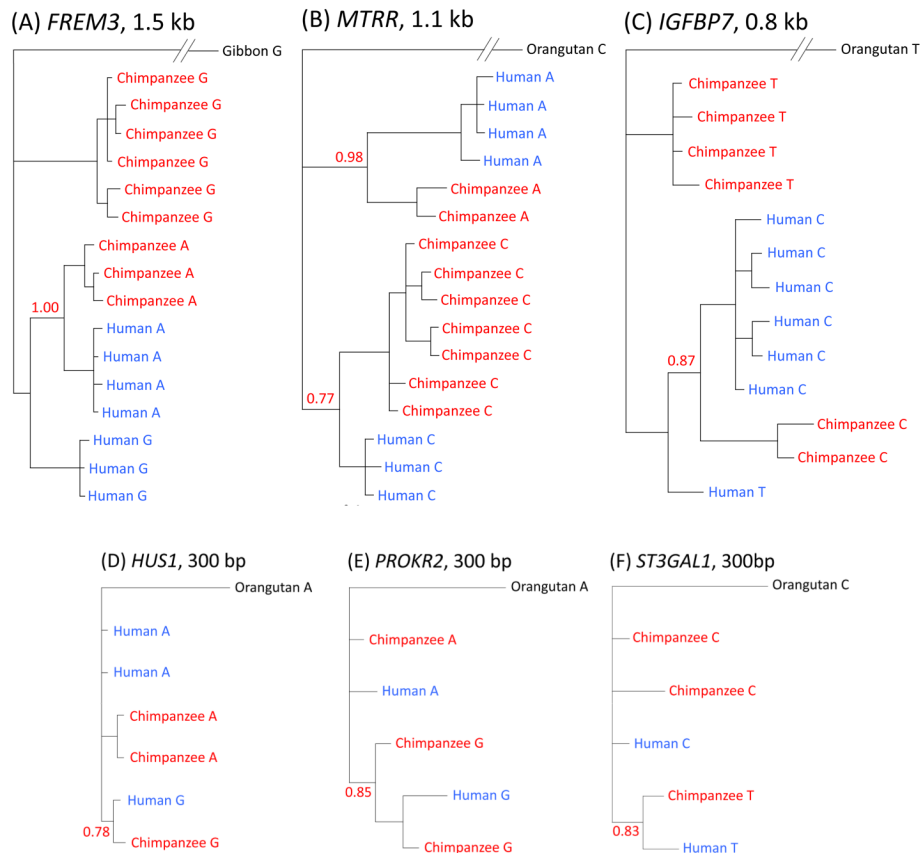 (A) FREM3, 1.5 kb
Gibbon G
Chimpanzee G
Chimpanzee G
Chimpanzee G
Chimpanzee G
Chimpanzee G
Chimpanzee G
Chimpanzee A
Chimpanzee A
Chimpanzee A
1.00
Human A
Human A
Human A
Human A
Human G
Human G
Human G
(B) MTRR, 1.1 kb
Orangutan C
Human A
Human A
Human A
Human A
0.98
Chimpanzee A
Chimpanzee A
Chimpanzee C
Chimpanzee C
Chimpanzee C
Chimpanzee C
Chimpanzee C
Chimpanzee C
0.77
Chimpanzee C
Human C
Human C
Human C
(C) IGFBP7, 0.8 kb
Orangutan T
Chimpanzee T
Chimpanzee T
Chimpanzee T
Chimpanzee T
Human C
Human C
Human C
Human C
Human C
0.87
Human C
Chimpanzee C
Chimpanzee C
Human T
(D) HUS1, 300 bp
Orangutan A
Human A
Human A
Chimpanzee A
Chimpanzee A
Human G
0.78
Chimpanzee G
(E) PROKR2, 300 bp
Orangutan A
Chimpanzee A
Human A
Chimpanzee G
0.85
Human G
Chimpanzee G
(F) ST3GAL1, 300bp
Orangutan C
Chimpanzee C
Chimpanzee C
Human C
Chimpanzee T
0.83
Human T